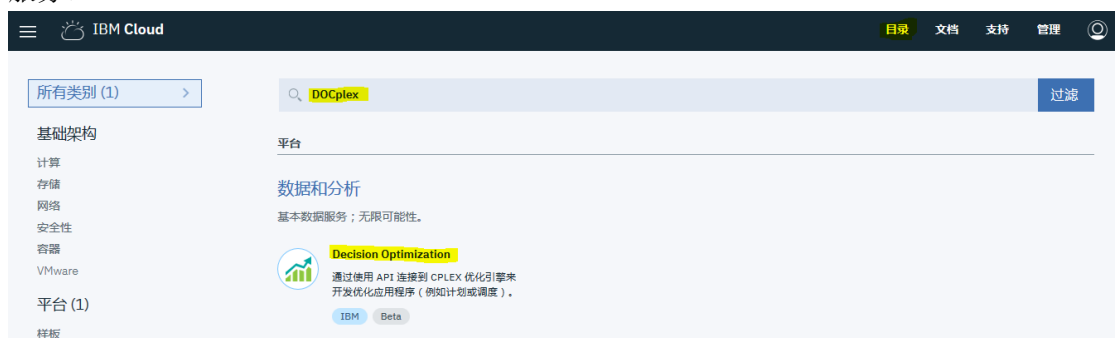 IBM Cloud
目录 文档 支持 管理
所有类别 (1) >
DOCplex
过滤
基础架构
计算
存储
网络
安全性
容器
VMware
平台 (1)
样板
平台
数据和分析
基本数据服务；无限可能性。
Decision Optimization
通过使用 API 连接到 CPLEX 优化引擎来
开发优化应用程序（例如计划或调度）。
IBM Beta